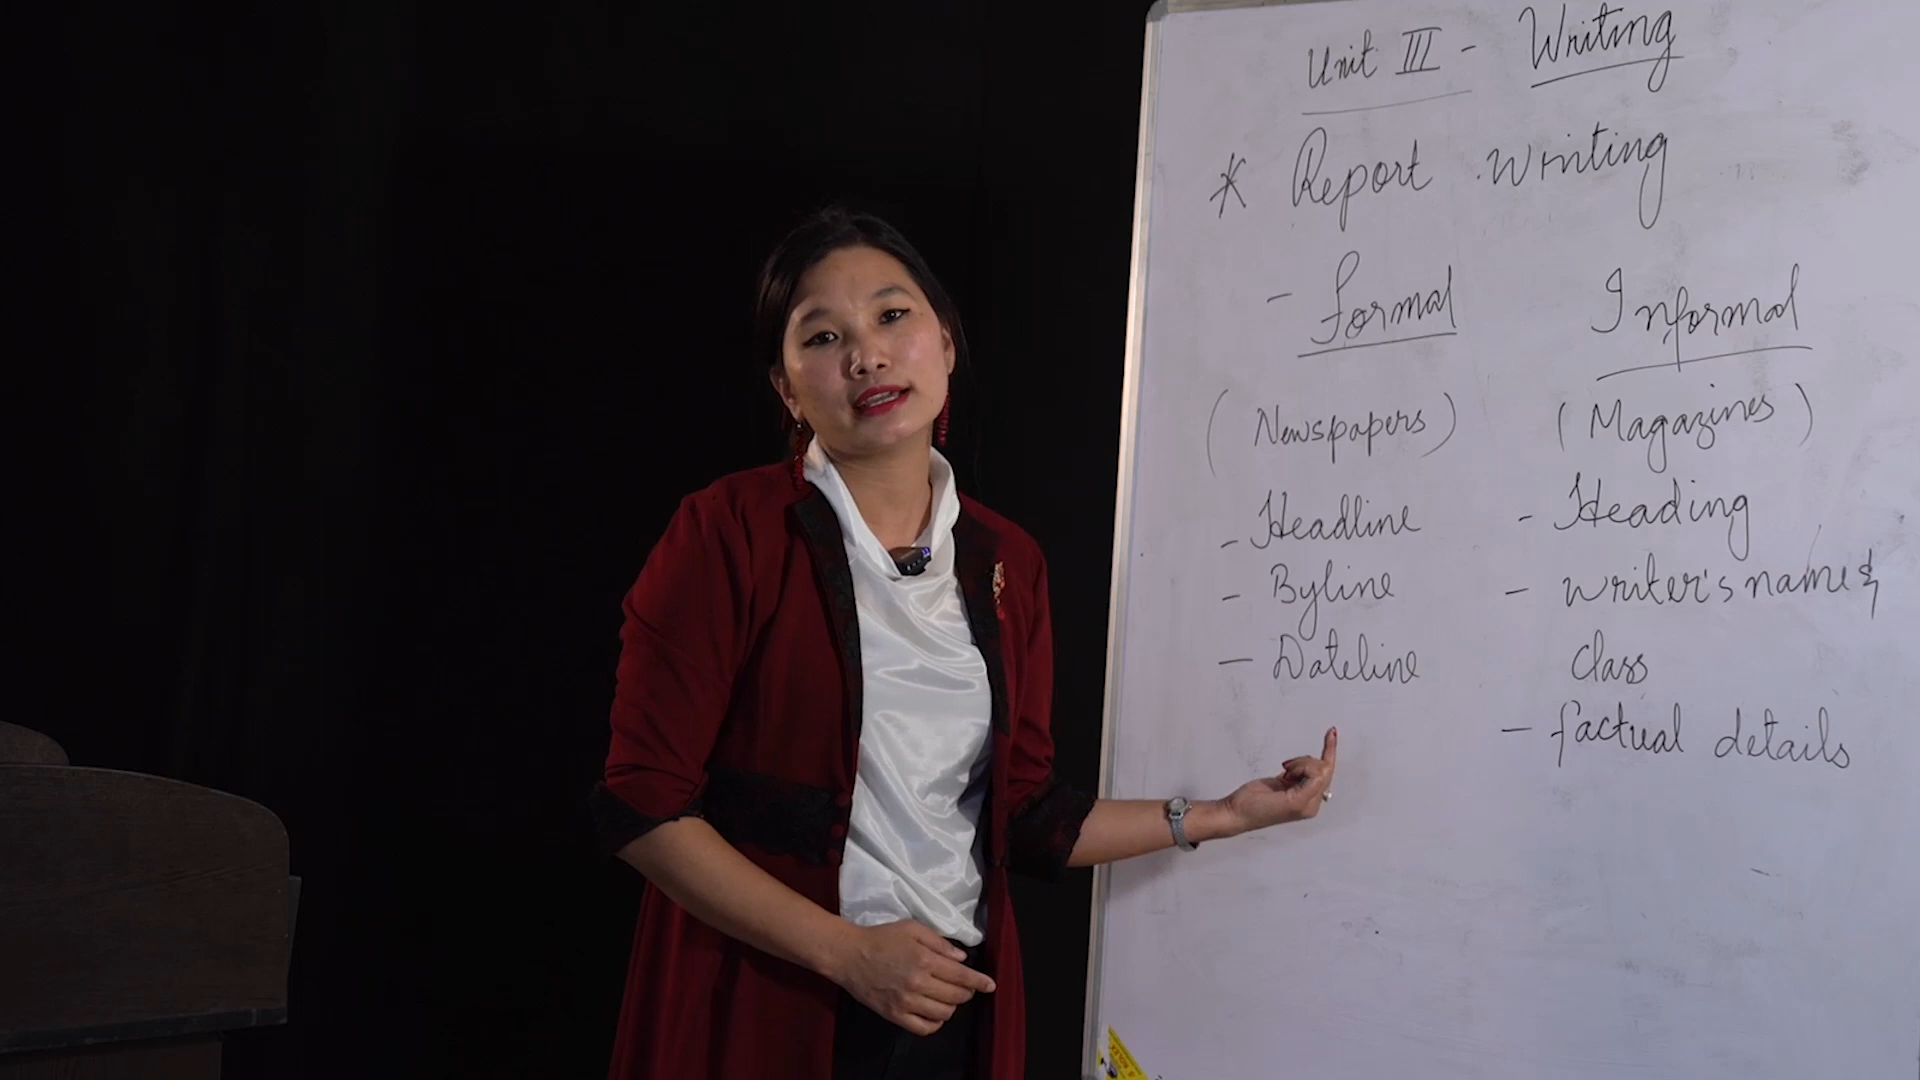 Unit III - Writing
* Report writing
- Formal Informal
(Newspapers) (Magazines)
- Headline - Heading
- Byline - writer's name &
- Dateline class
- factual details